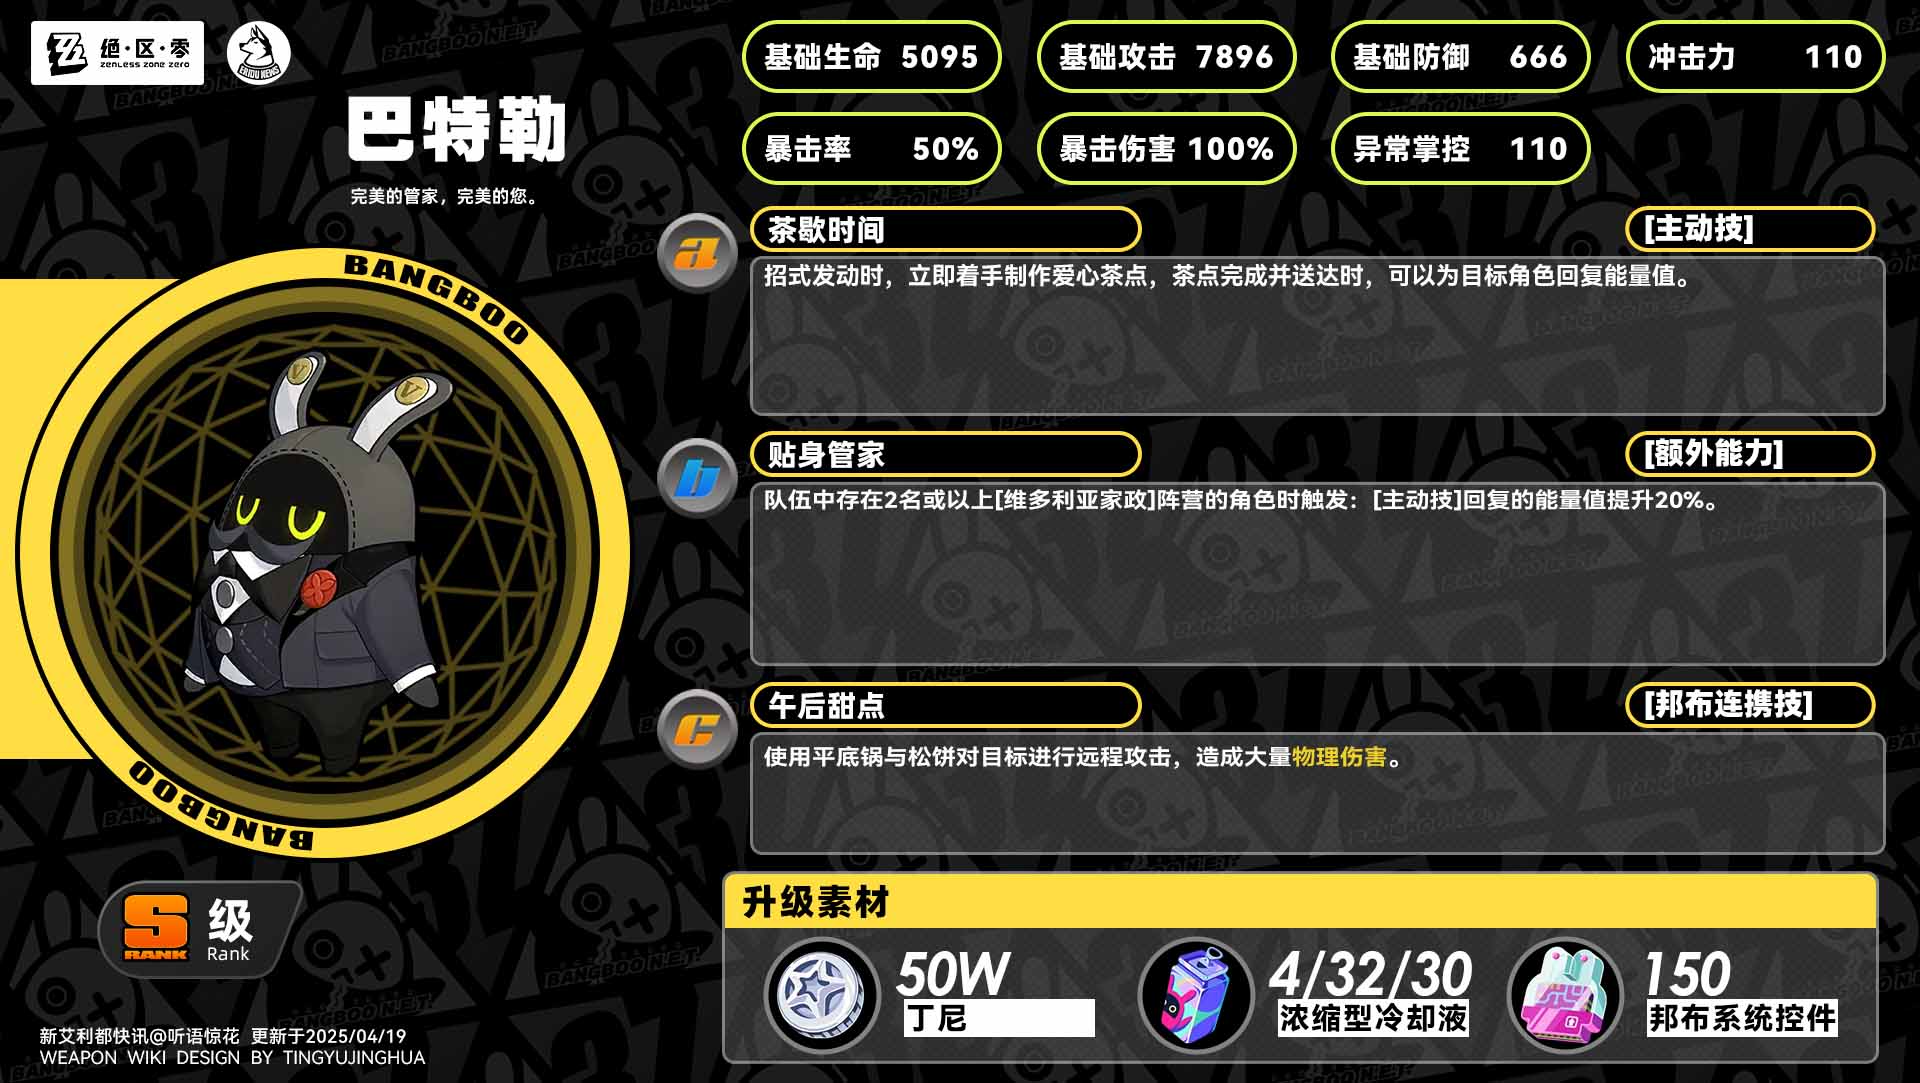 绝·区·零
ZENLESS ZONE ZERO
ERIDU NEWS
巴特勒
完美的管家，完美的您。
基础生命 5095
基础攻击 7896
基础防御 666
冲击力 110
暴击率 50%
暴击伤害 100%
异常掌控 110
BANGBOO
BANGBOO
V
V
a
茶歇时间
[主动技]
招式发动时，立即着手制作爱心茶点，茶点完成并送达时，可以为目标角色回复能量值。
b
贴身管家
[额外能力]
队伍中存在2名或以上[维多利亚家政]阵营的角色时触发：[主动技]回复的能量值提升20%。
c
午后甜点
[邦布连携技]
使用平底锅与松饼对目标进行远程攻击，造成大量物理伤害。
S
RANK
级
Rank
升级素材
50W
丁尼
4/32/30
浓缩型冷却液
150
邦布系统控件
新艾利都快讯@听语惊花 更新于2025/04/19
WEAPON WIKI DESIGN BY TINGYUJINGHUA